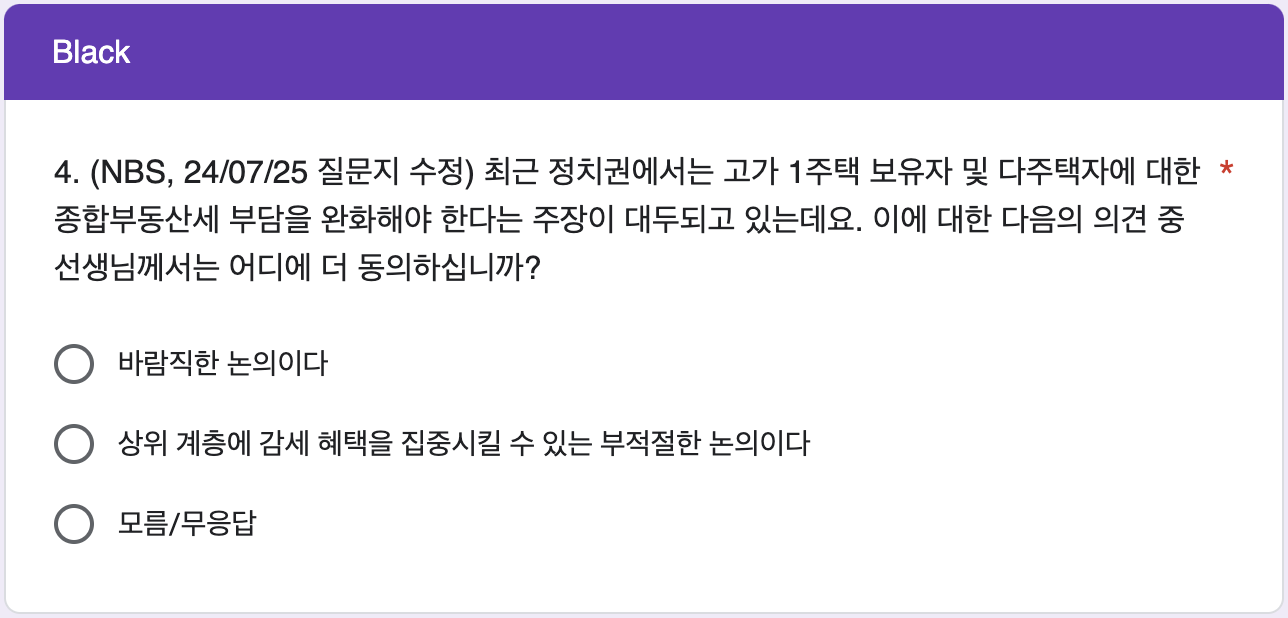 Black
4. (NBS, 24/07/25 질문지 수정) 최근 정치권에서는 고가 1주택 보유자 및 다주택자에 대한 *
종합부동산세 부담을 완화해야 한다는 주장이 대두되고 있는데요. 이에 대한 다음의 의견 중
선생님께서는 어디에 더 동의하십니까?
바람직한 논의이다
상위 계층에 감세 혜택을 집중시킬 수 있는 부적절한 논의이다
모름/무응답